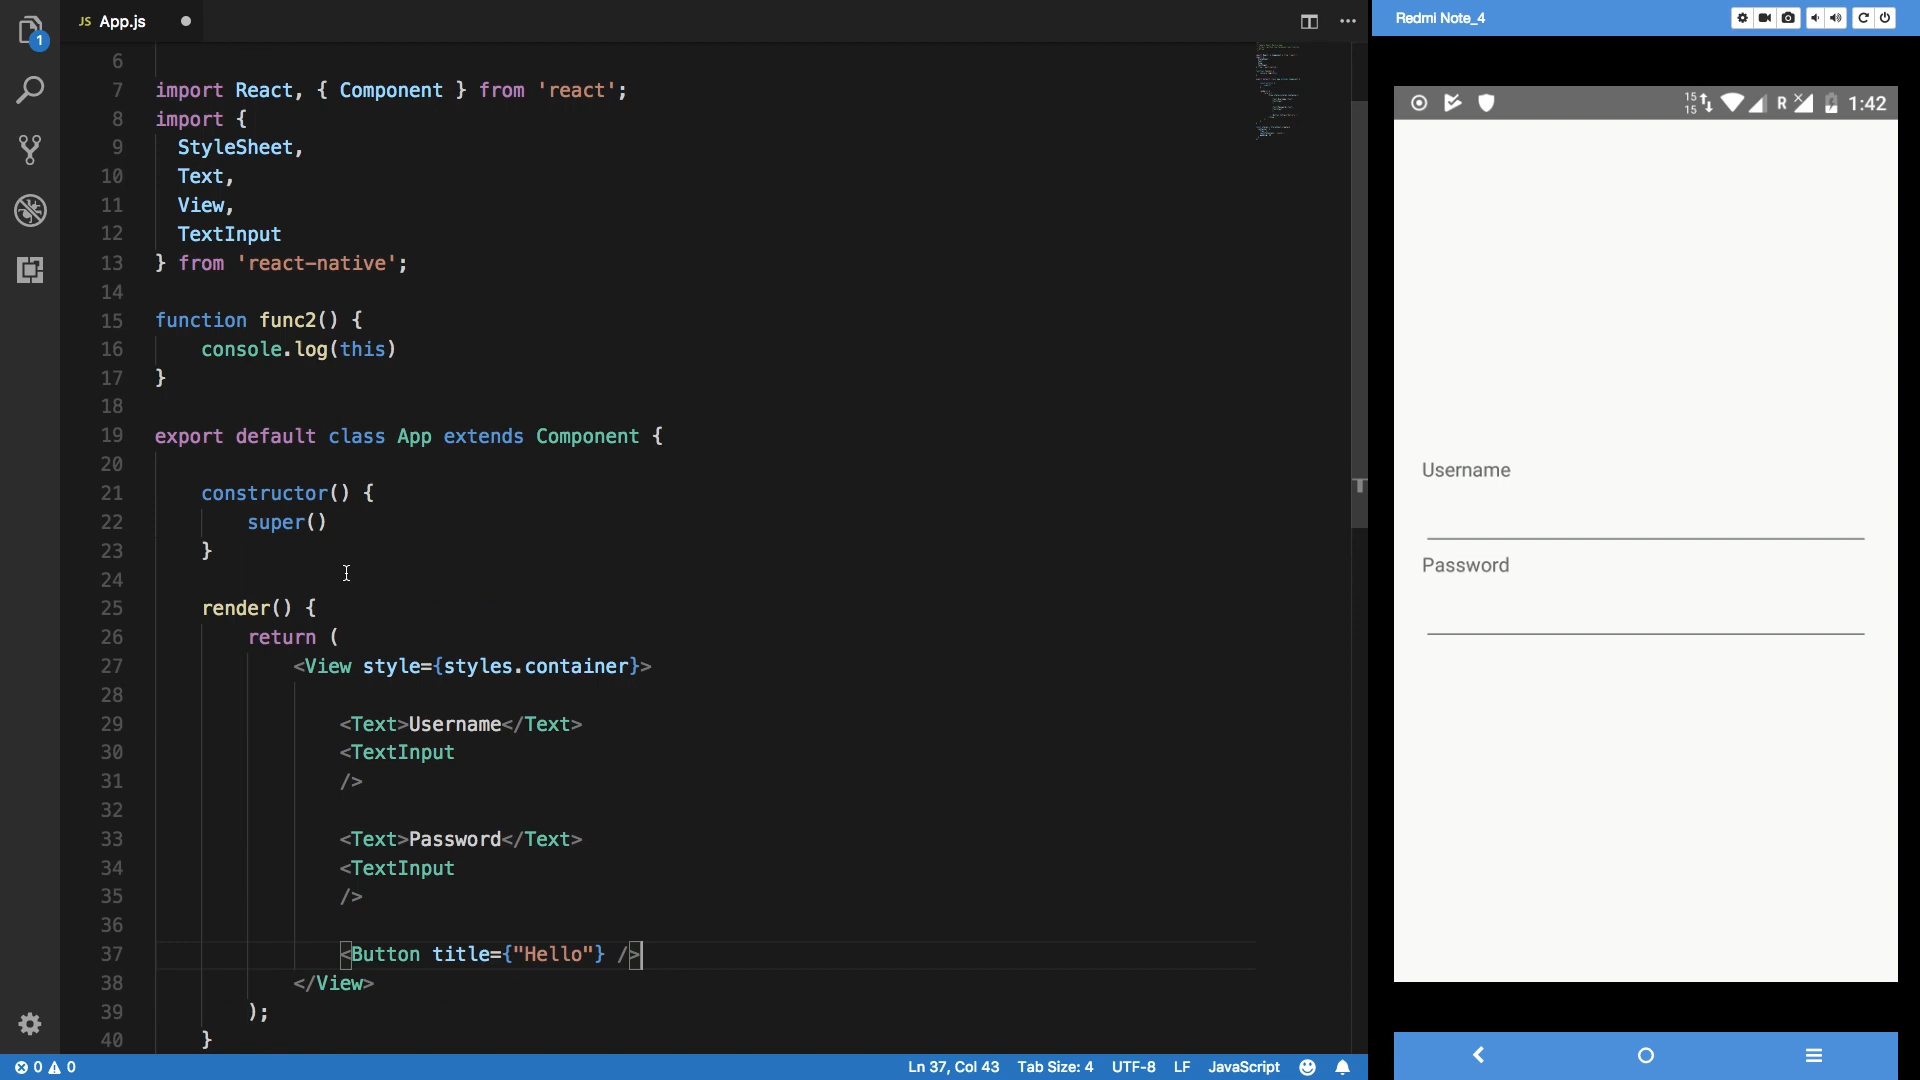 1
JS App.js
6
7 import React, { Component } from 'react';
8 import {
9 StyleSheet,
10 Text,
11 View,
12 TextInput
13 } from 'react-native';
14
15 function func2() {
16 console.log(this)
17 }
18
19 export default class App extends Component {
20
21 constructor() {
22 super()
23 }
24
25 render() {
26 return (
27 <View style={styles.container}>
28
29 <Text>Username</Text>
30 <TextInput
31 />
32
33 <Text>Password</Text>
34 <TextInput
35 />
36
37 <Button title={"Hello"} />
38 </View>
39 );
40 }
0 0
Ln 37, Col 43 Tab Size: 4 UTF-8 LF JavaScript
Redmi Note_4
15 15 R 1:42
Username
Password